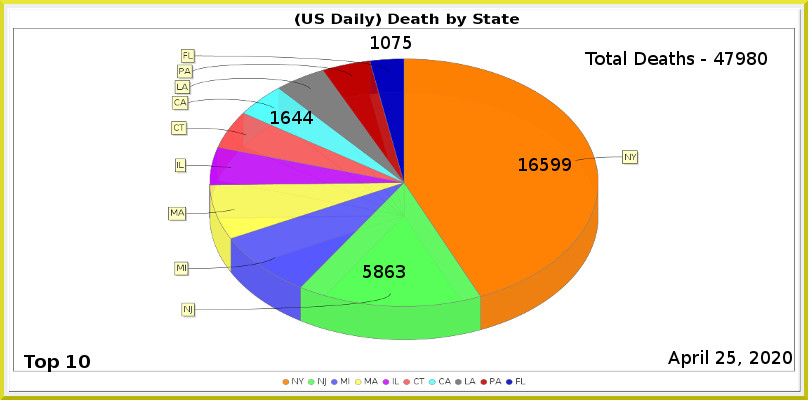 (US Daily) Death by State
1075
Total Deaths - 47980
FL
PA
LA
CA
1644
CT
NY
16599
IL
MA
5863
MI
NJ
Top 10
April 25, 2020
NY NJ MI MA IL CT CA LA PA FL